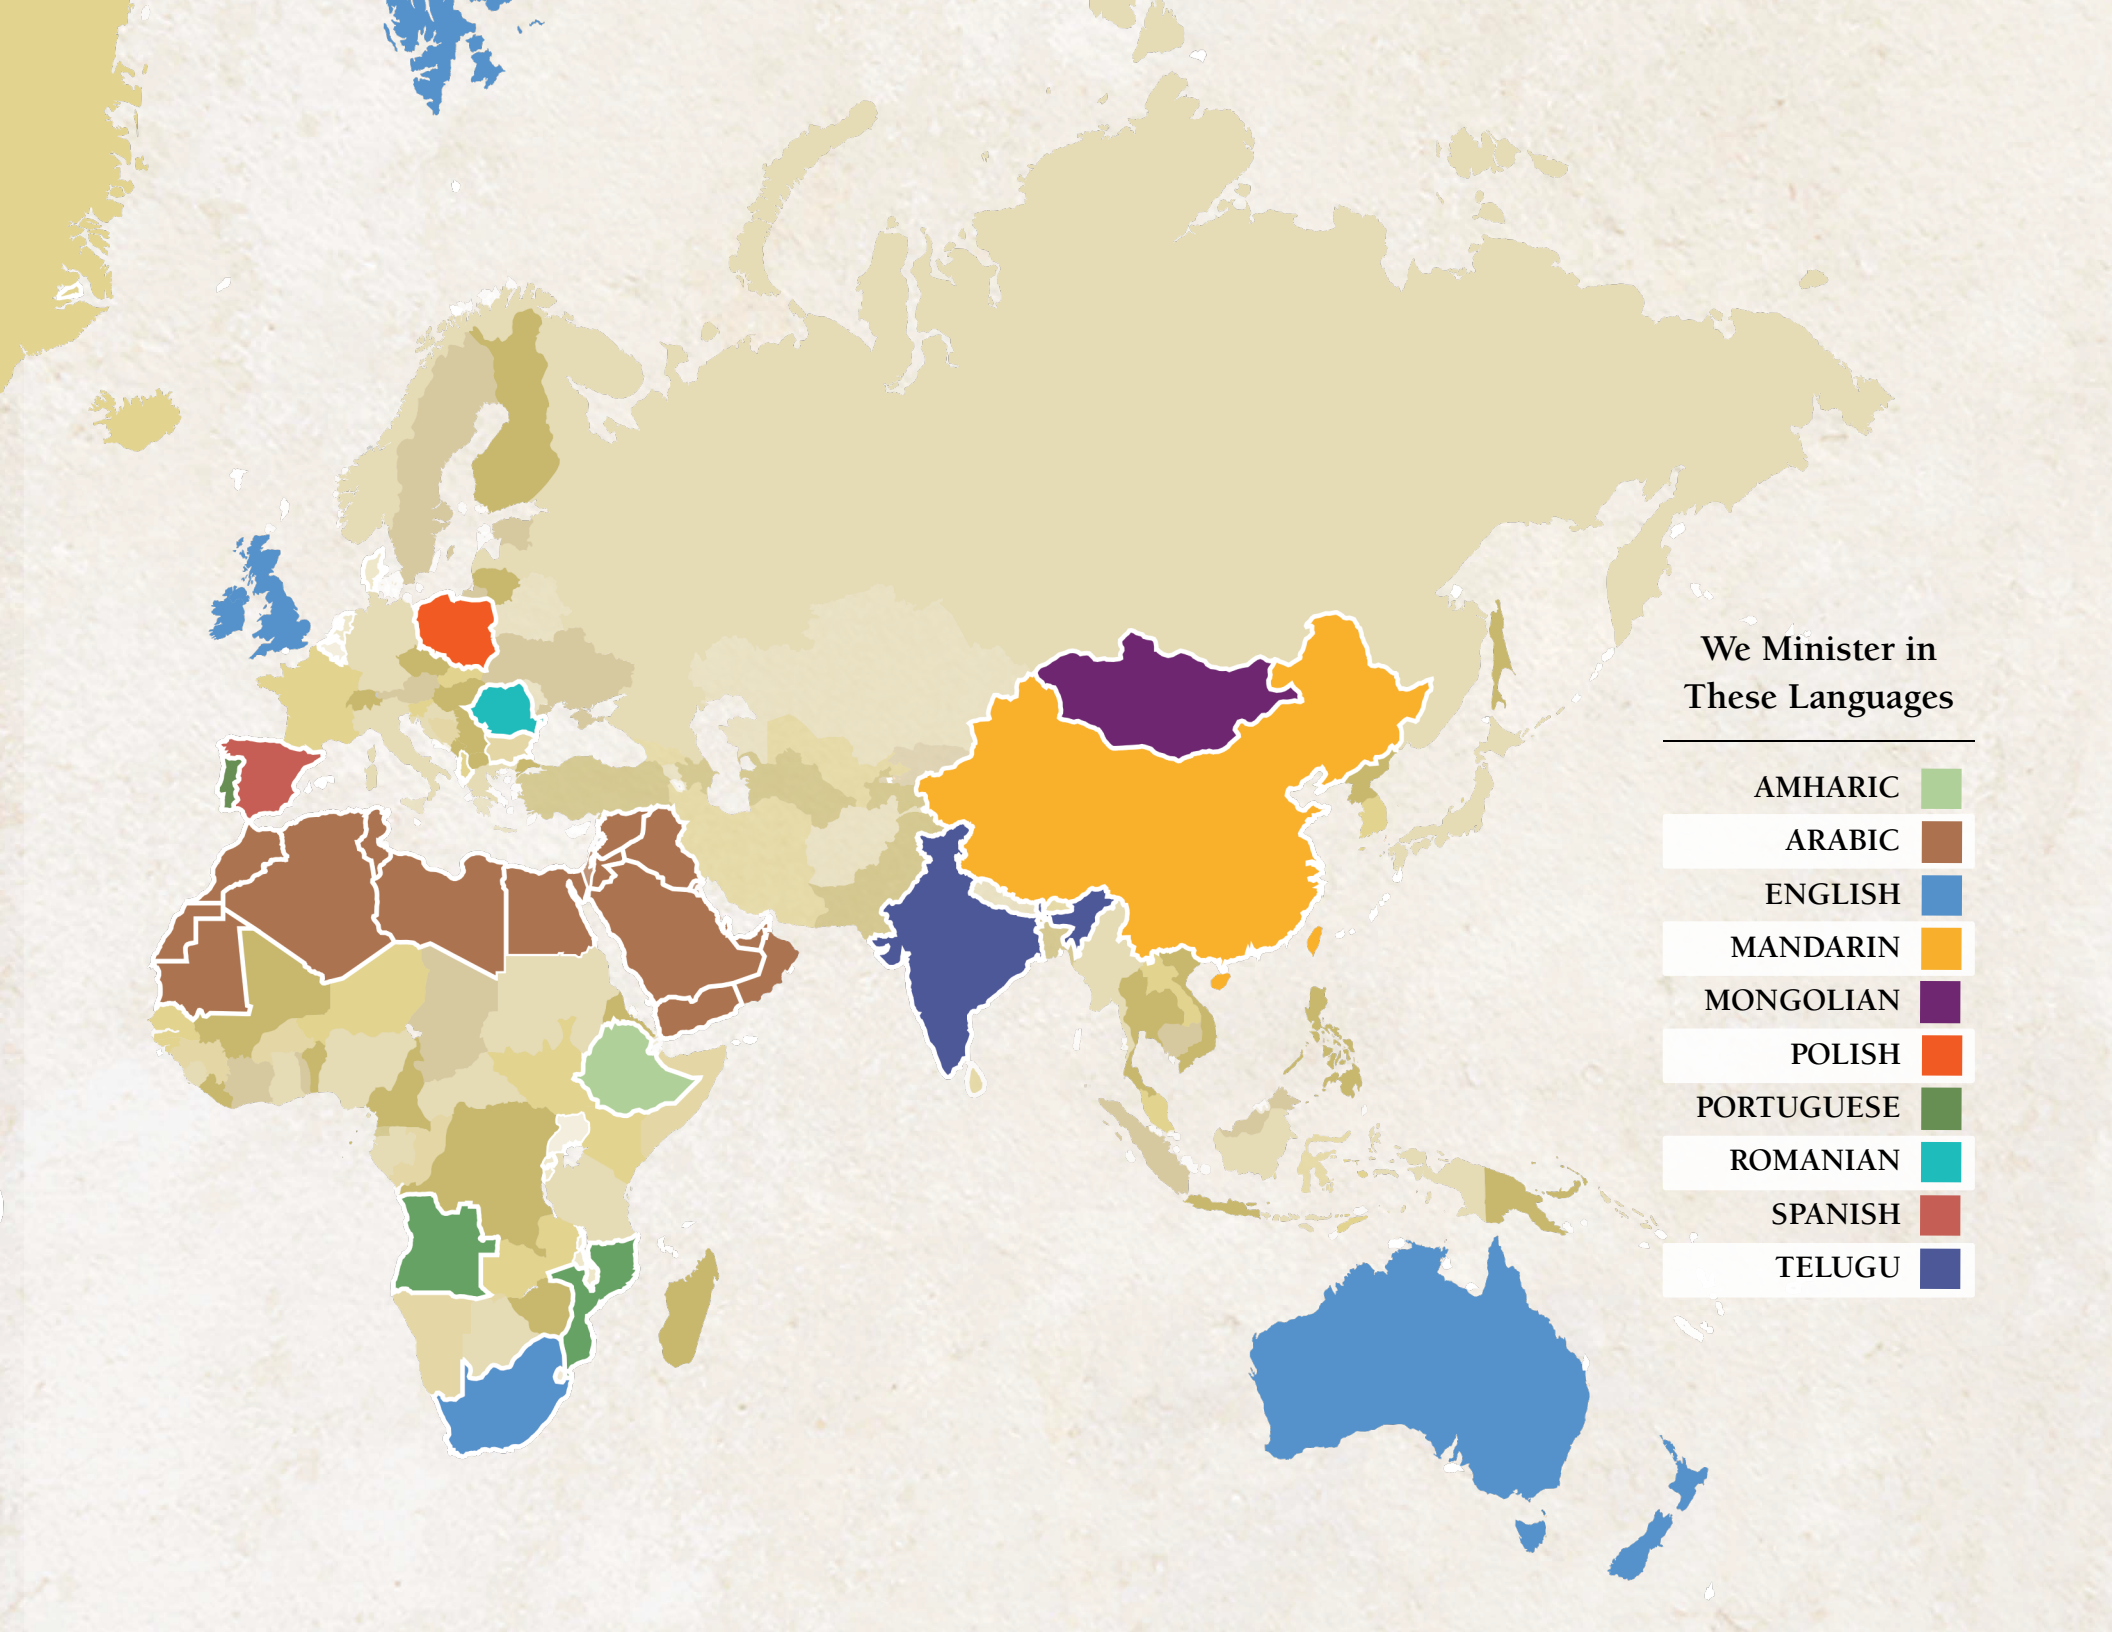 We Minister in
These Languages
AMHARIC
ARABIC
ENGLISH
MANDARIN
MONGOLIAN
POLISH
PORTUGUESE
ROMANIAN
SPANISH
TELUGU